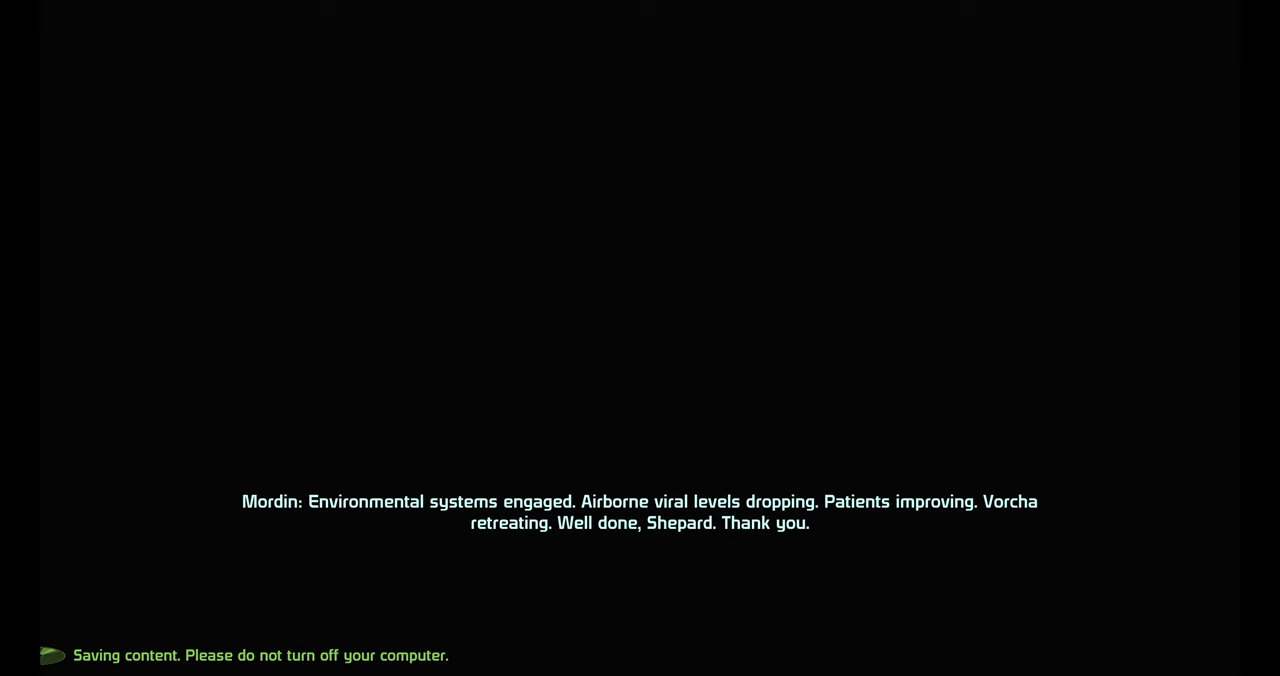 Mordin: Environmental systems engaged. Airborne viral levels dropping. Patients improving. Vorcha
retreating. Well done, Shepard. Thank you.
Saving content. Please do not turn off your computer.